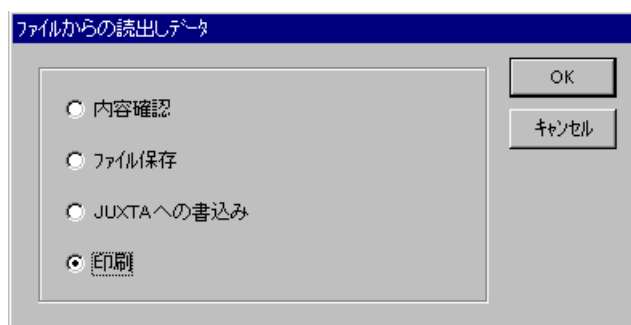 ファイルからの読出しデータ
OK
内容確認
キャンセル
ファイル保存
JUXTAへの書込み
印刷